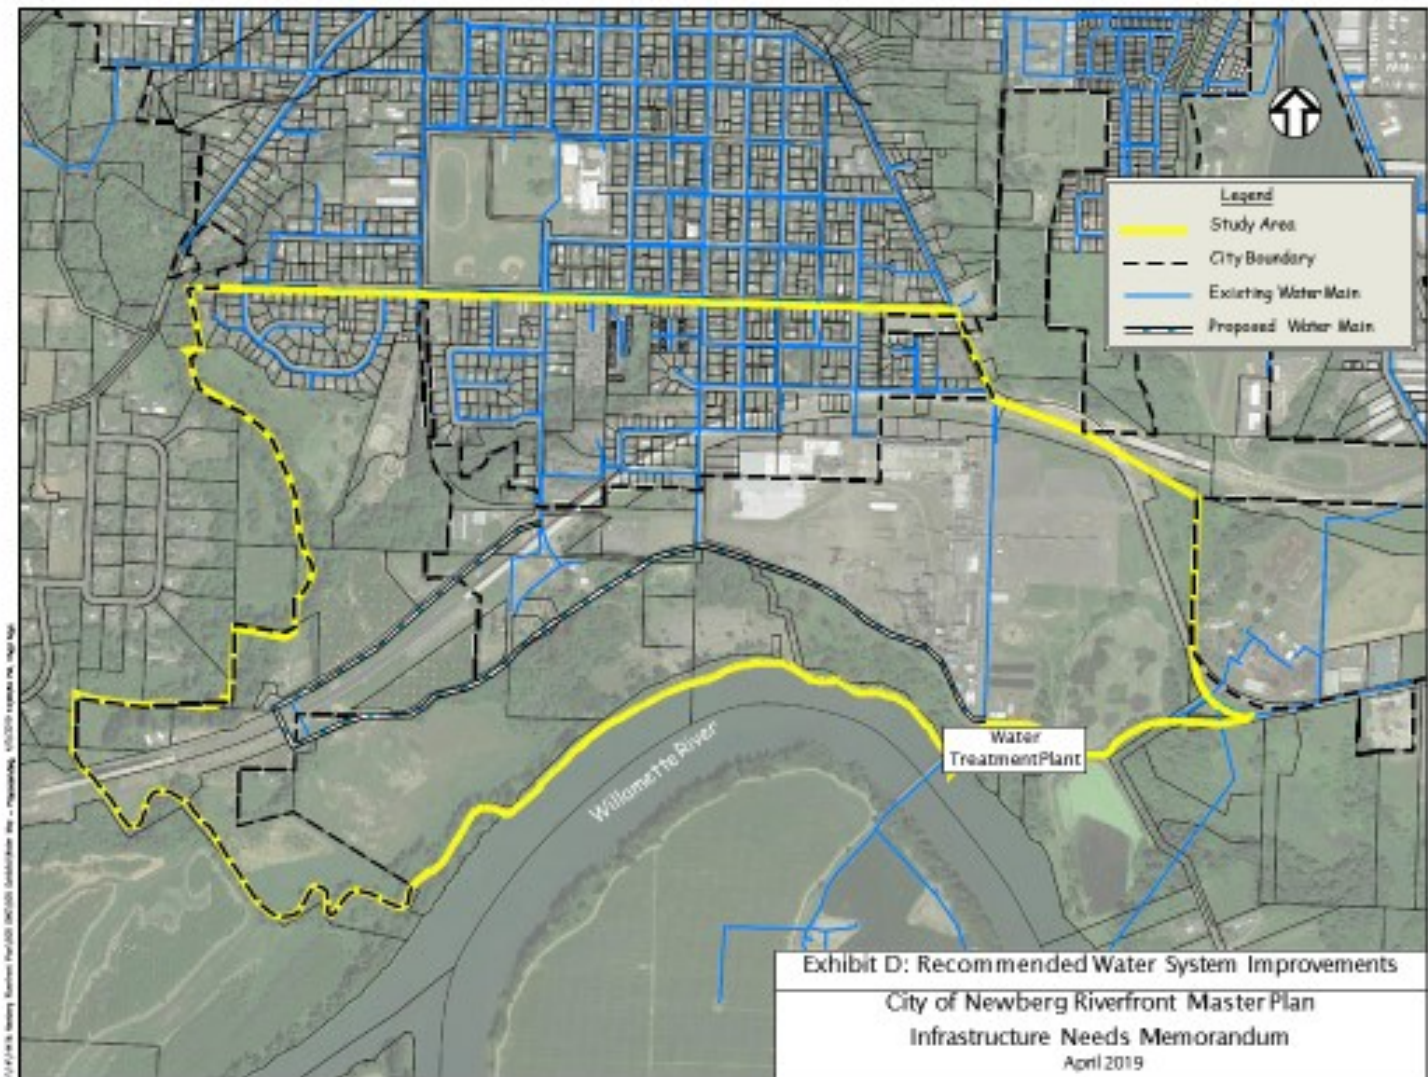 Legend
Study Area
City Boundary
Existing Water Main
Proposed Water Main
Willamette River
Water
Treatment Plant
Exhibit D: Recommended Water System Improvements
City of Newberg Riverfront Master Plan
Infrastructure Needs Memorandum
April 2019